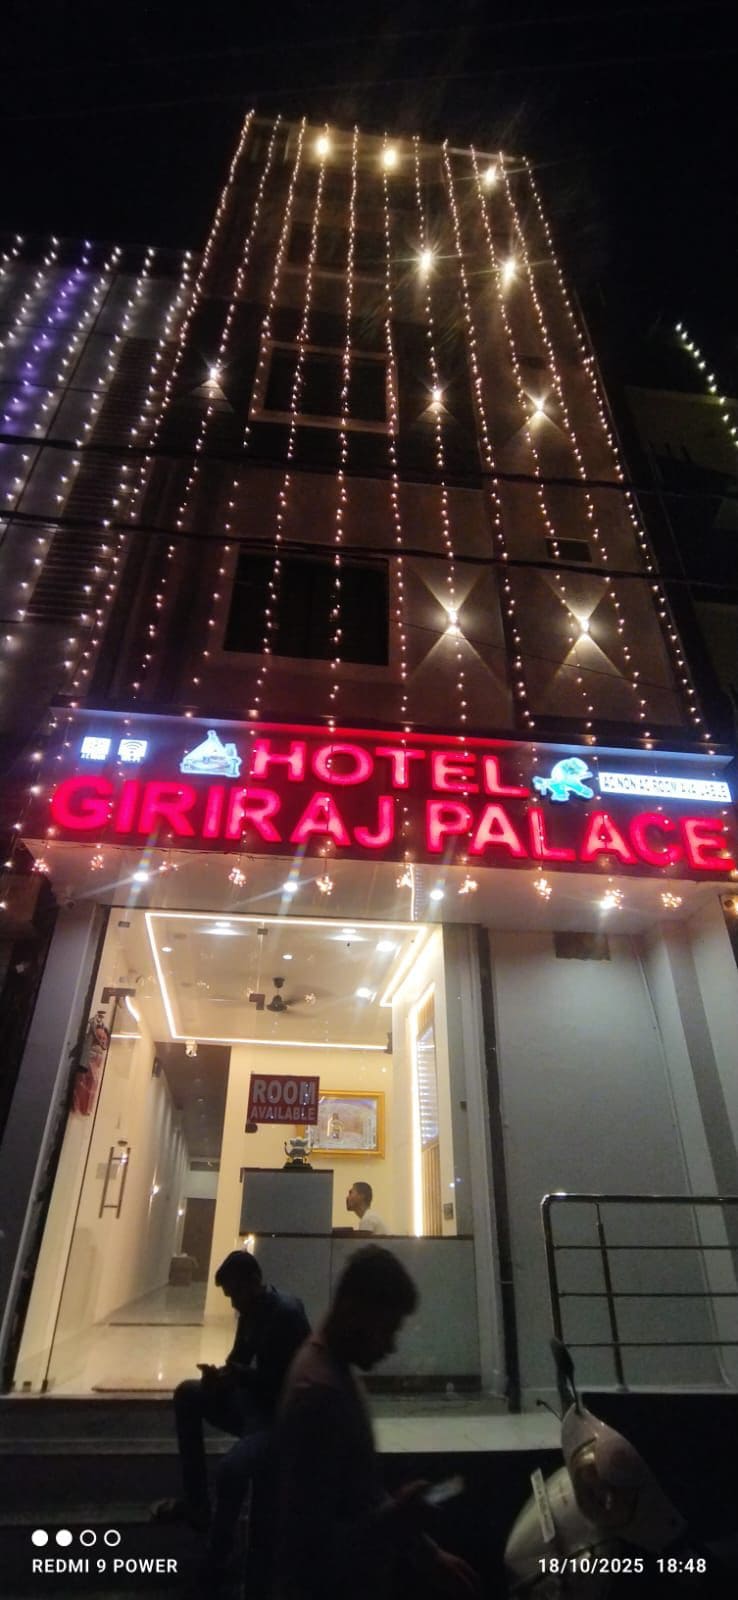 HOTEL
GIRIRAJ PALACE
AC NON AC ROOM AVAILABLE
ROOM
AVAILABLE
REDMI 9 POWER
18/10/2025 18:48